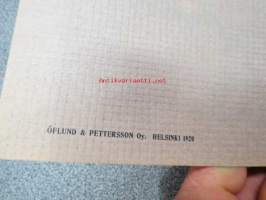 antikvariaatti.net
ÖFLUND & PETTERSSON Oy. HELSINKI 1920